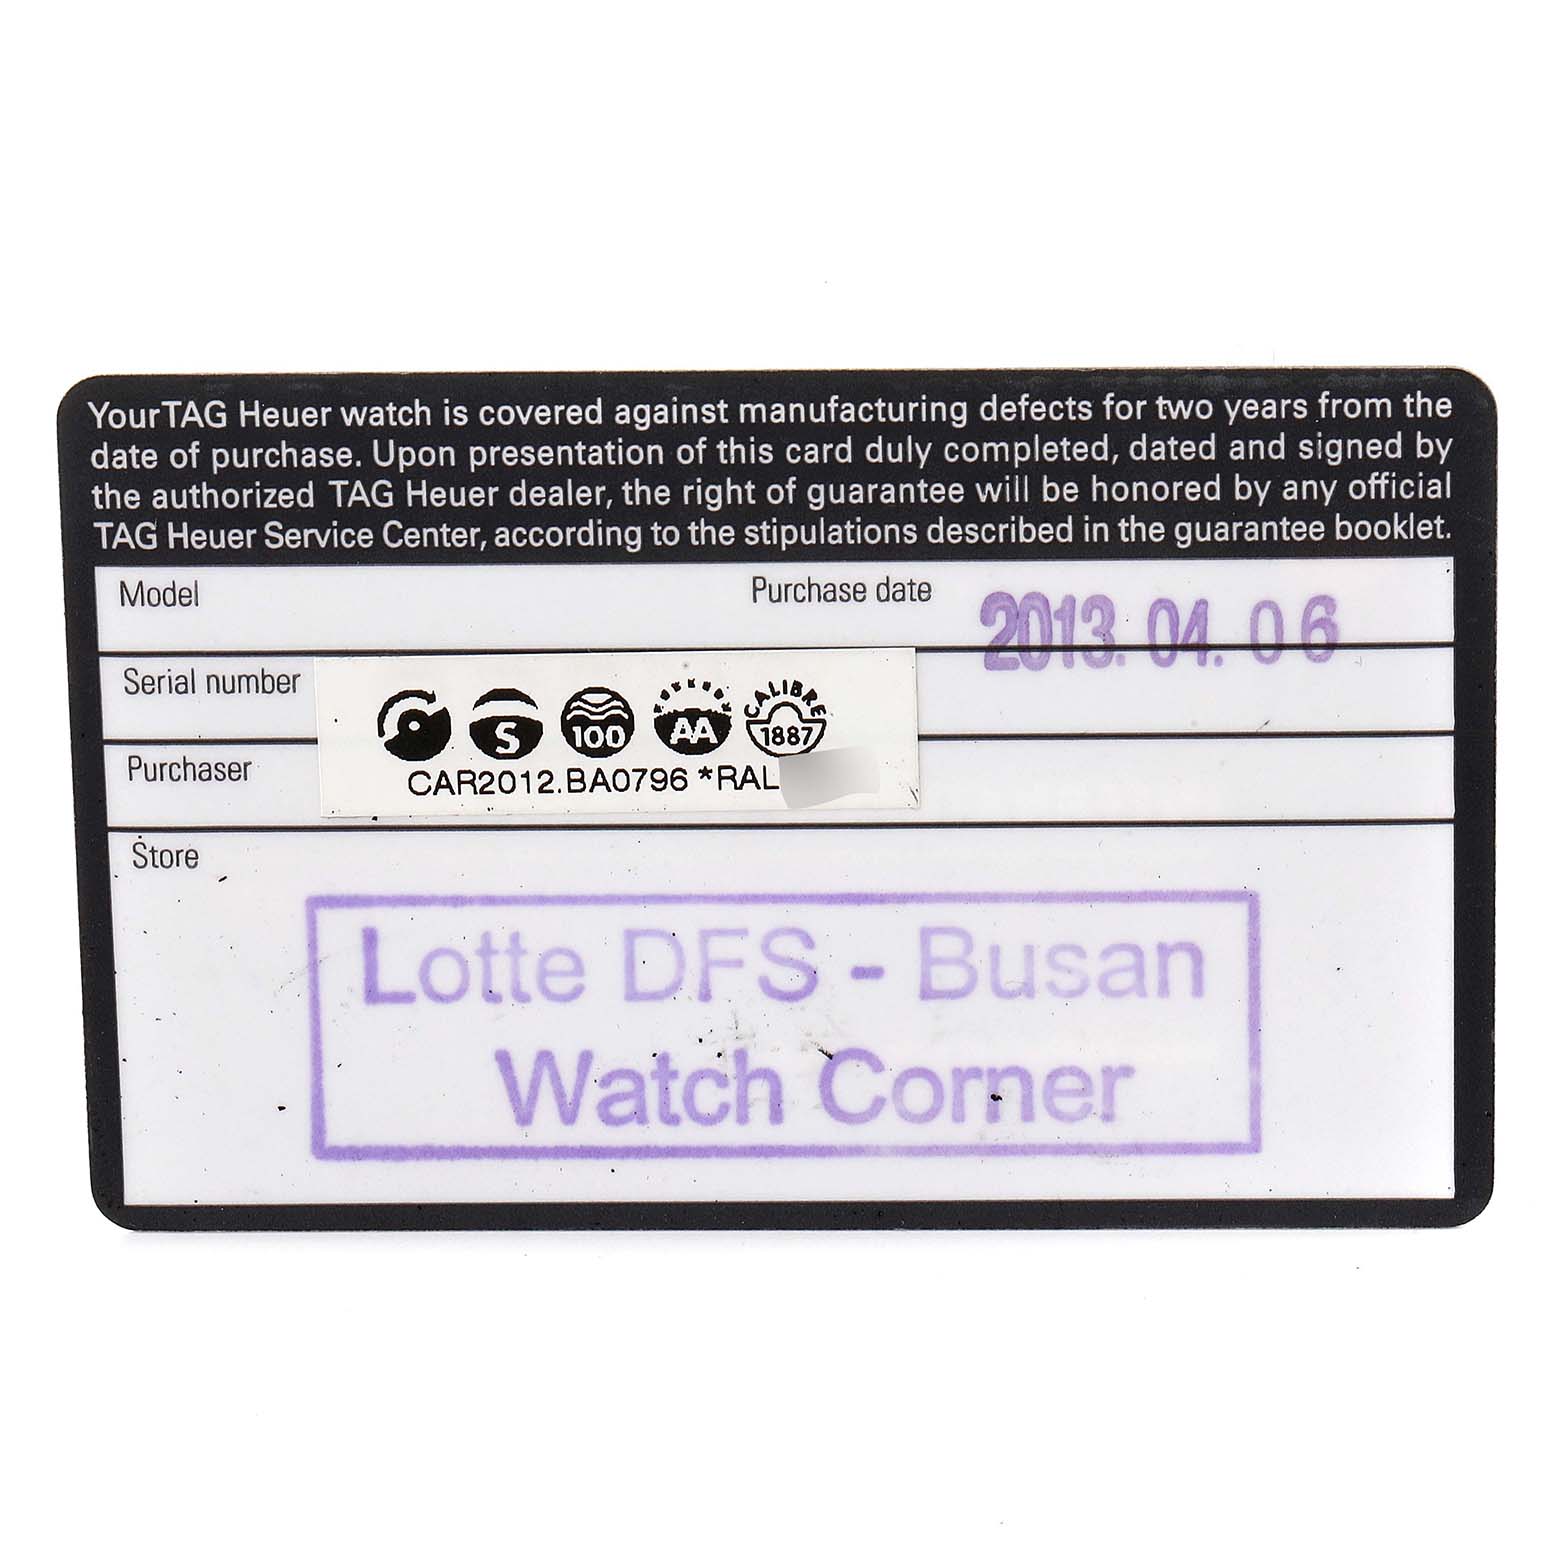 Your TAG Heuer watch is covered against manufacturing defects for two years from the
date of purchase. Upon presentation of this card duly completed, dated and signed by
the authorized TAG Heuer dealer, the right of guarantee will be honored by any official
TAG Heuer Service Center, according to the stipulations described in the guarantee booklet.
Model
Purchase date 2013. 04. 06
Serial number
S 100 AA CALIBRE 1887
CAR2012.BA0796 *RAL
Purchaser
Store
Lotte DFS - Busan
Watch Corner